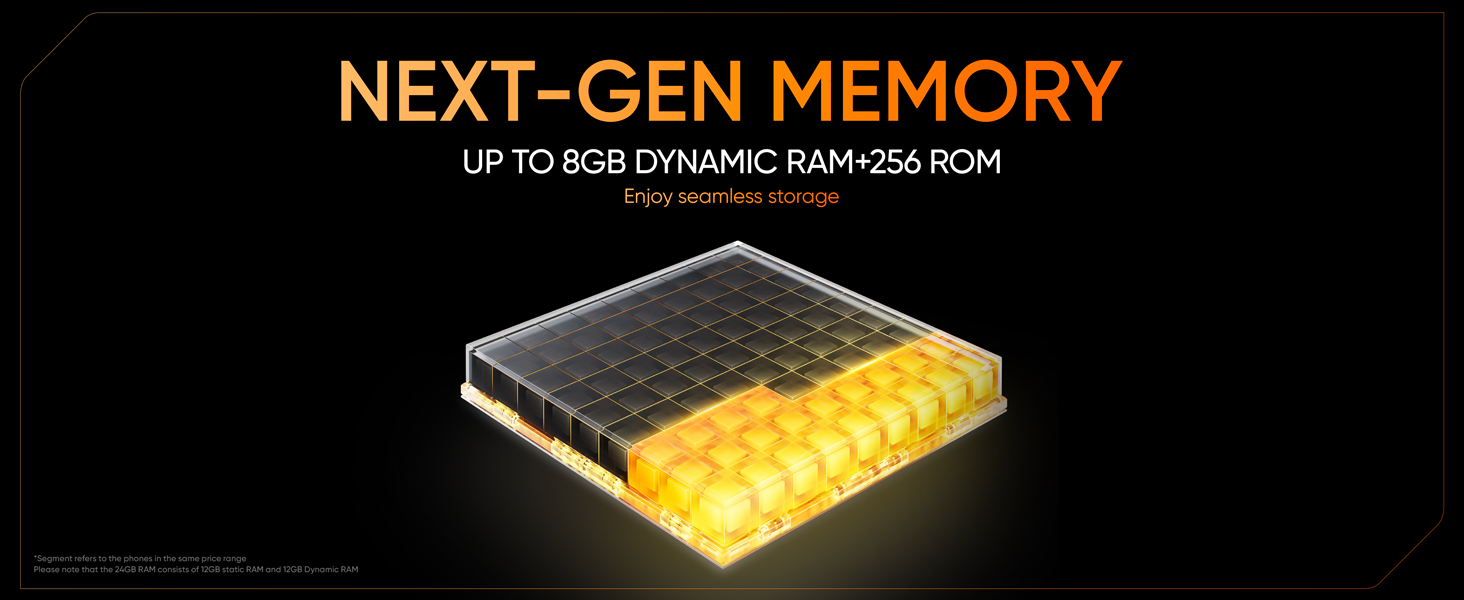 NEXT-GEN MEMORY
UP TO 8GB DYNAMIC RAM+256 ROM
Enjoy seamless storage
*Segment refers to the phones in the same price range
Please note that the 24GB RAM consists of 12GB static RAM and 12GB Dynamic RAM